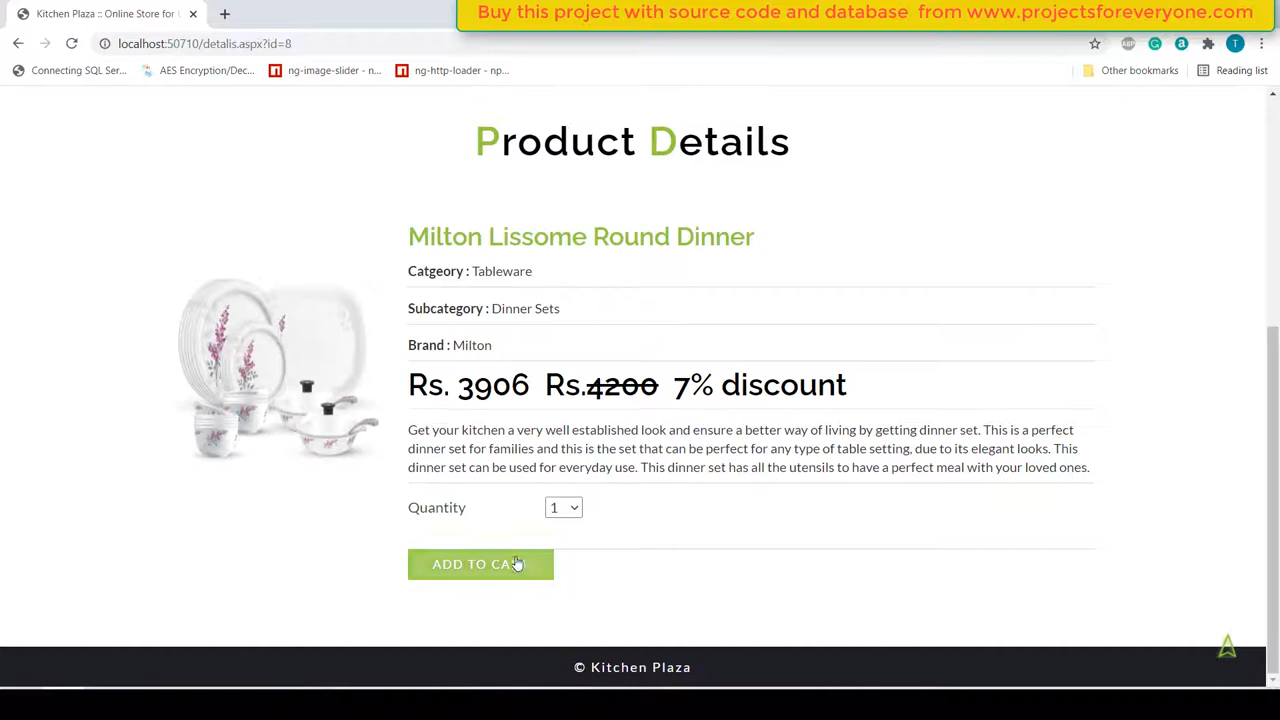 Kitchen Plaza :: Online Store for
Buy this project with source code and database from www.projectsforeveryone.com
localhost:50710/detalis.aspx?id=8
ABP
T
Connecting SQL Ser...
AES Encryption/Dec...
ng-image-slider - n...
ng-http-loader - np...
Other bookmarks
Reading list
Product Details
Milton Lissome Round Dinner
Catgeory : Tableware
Subcategory : Dinner Sets
Brand : Milton
Rs. 3906 Rs.4200 7% discount
Get your kitchen a very well established look and ensure a better way of living by getting dinner set. This is a perfect
dinner set for families and this is the set that can be perfect for any type of table setting, due to its elegant looks. This
dinner set can be used for everyday use. This dinner set has all the utensils to have a perfect meal with your loved ones.
Quantity
1
ADD TO CA
© Kitchen Plaza